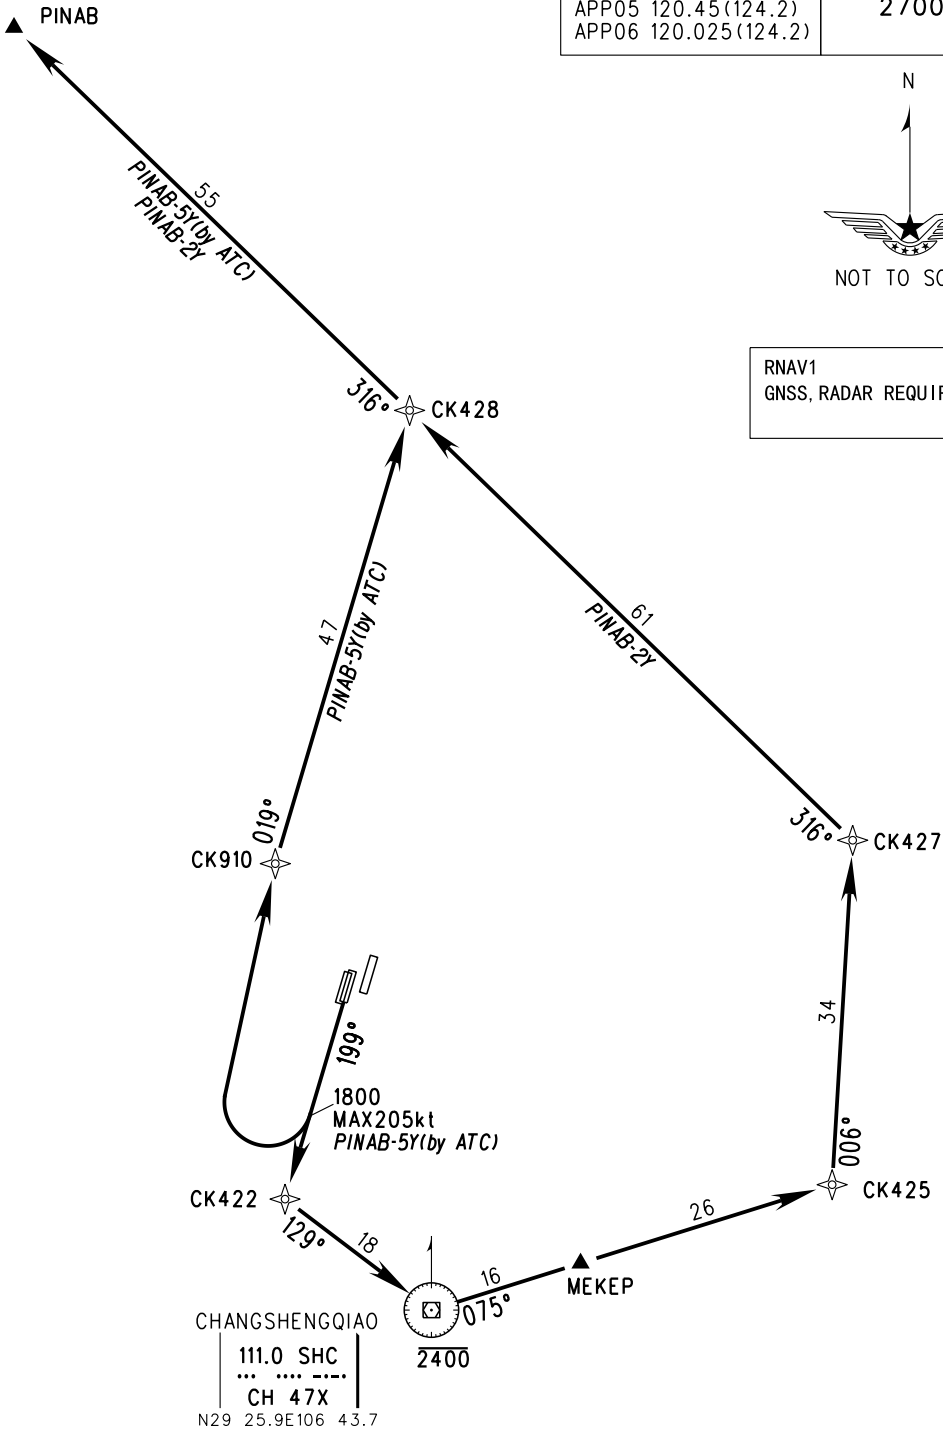 PINAB
APP05 120.45(124.2)
APP06 120.025(124.2)
2700
N
NOT TO SC
RNAV1
GNSS, RADAR REQUIR
55
PINAB-5Y(by ATC)
PINAB-2Y
316°
CK428
47
PINAB-5Y(by ATC)
61
PINAB-2Y
019°
CK910
316°
CK427
199°
34
1800
MAX205kt
PINAB-5Y(by ATC)
006°
CK422
CK425
129°
18
26
16
MEKEP
075°
2400
CHANGSHENGQIAO
111.0 SHC
... .... -.-.
CH 47X
N29 25.9E106 43.7